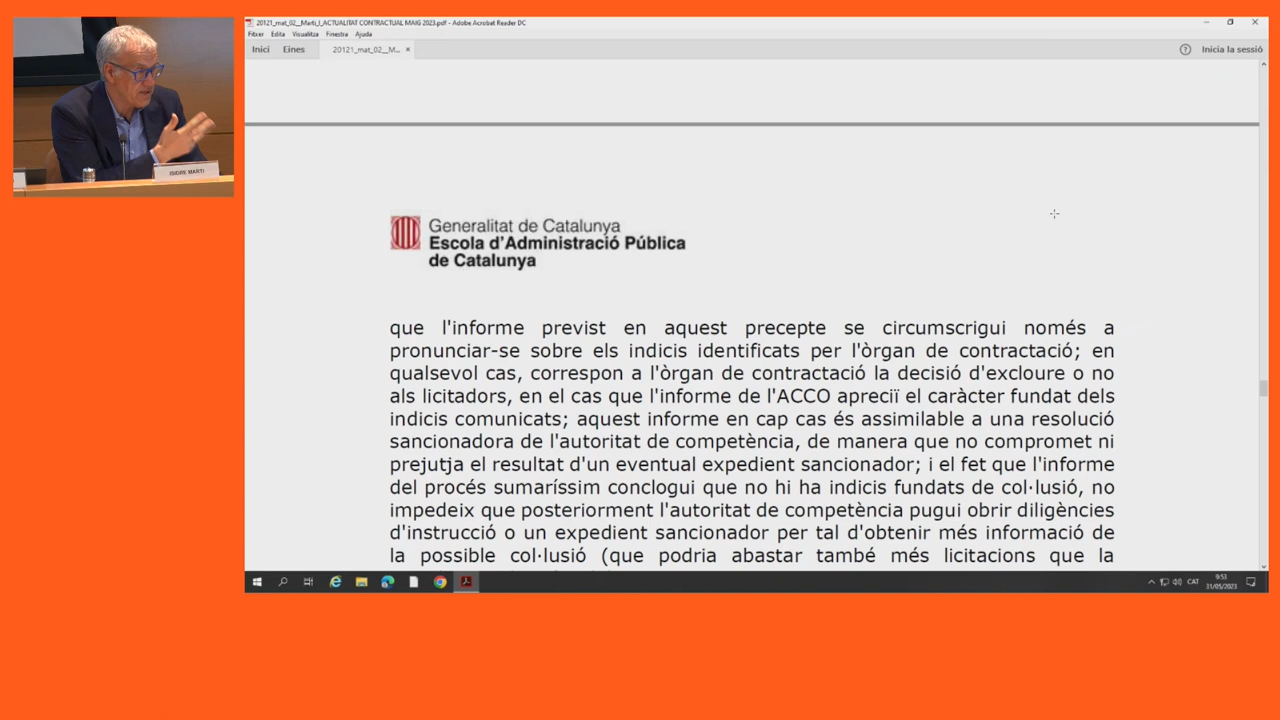 20121_mat_02__Marti_I_ACTUALITAT CONTRACTUAL MAIG 2023.pdf - Adobe Acrobat Reader DC
Fitxer Edita Visualitza Finestra Ajuda
Inici Eines 20121_mat_02__M... × Inicia la sessió
ISIDRE MARTI
Generalitat de Catalunya
Escola d'Administració Pública
de Catalunya
que l'informe previst en aquest precepte se circumscrigui només a
pronunciar-se sobre els indicis identificats per l'òrgan de contractació; en
qualsevol cas, correspon a l'òrgan de contractació la decisió d'excloure o no
als licitadors, en el cas que l'informe de l'ACCO apreciï el caràcter fundat dels
indicis comunicats; aquest informe en cap cas és assimilable a una resolució
sancionadora de l'autoritat de competència, de manera que no compromet ni
prejutja el resultat d'un eventual expedient sancionador; i el fet que l'informe
del procés sumaríssim conclogui que no hi ha indicis fundats de col·lusió, no
impedeix que posteriorment l'autoritat de competència pugui obrir diligències
d'instrucció o un expedient sancionador per tal d'obtenir més informació de
la possible col·lusió (que podria abastar també més licitacions que la
CAT
9:53
31/05/2023